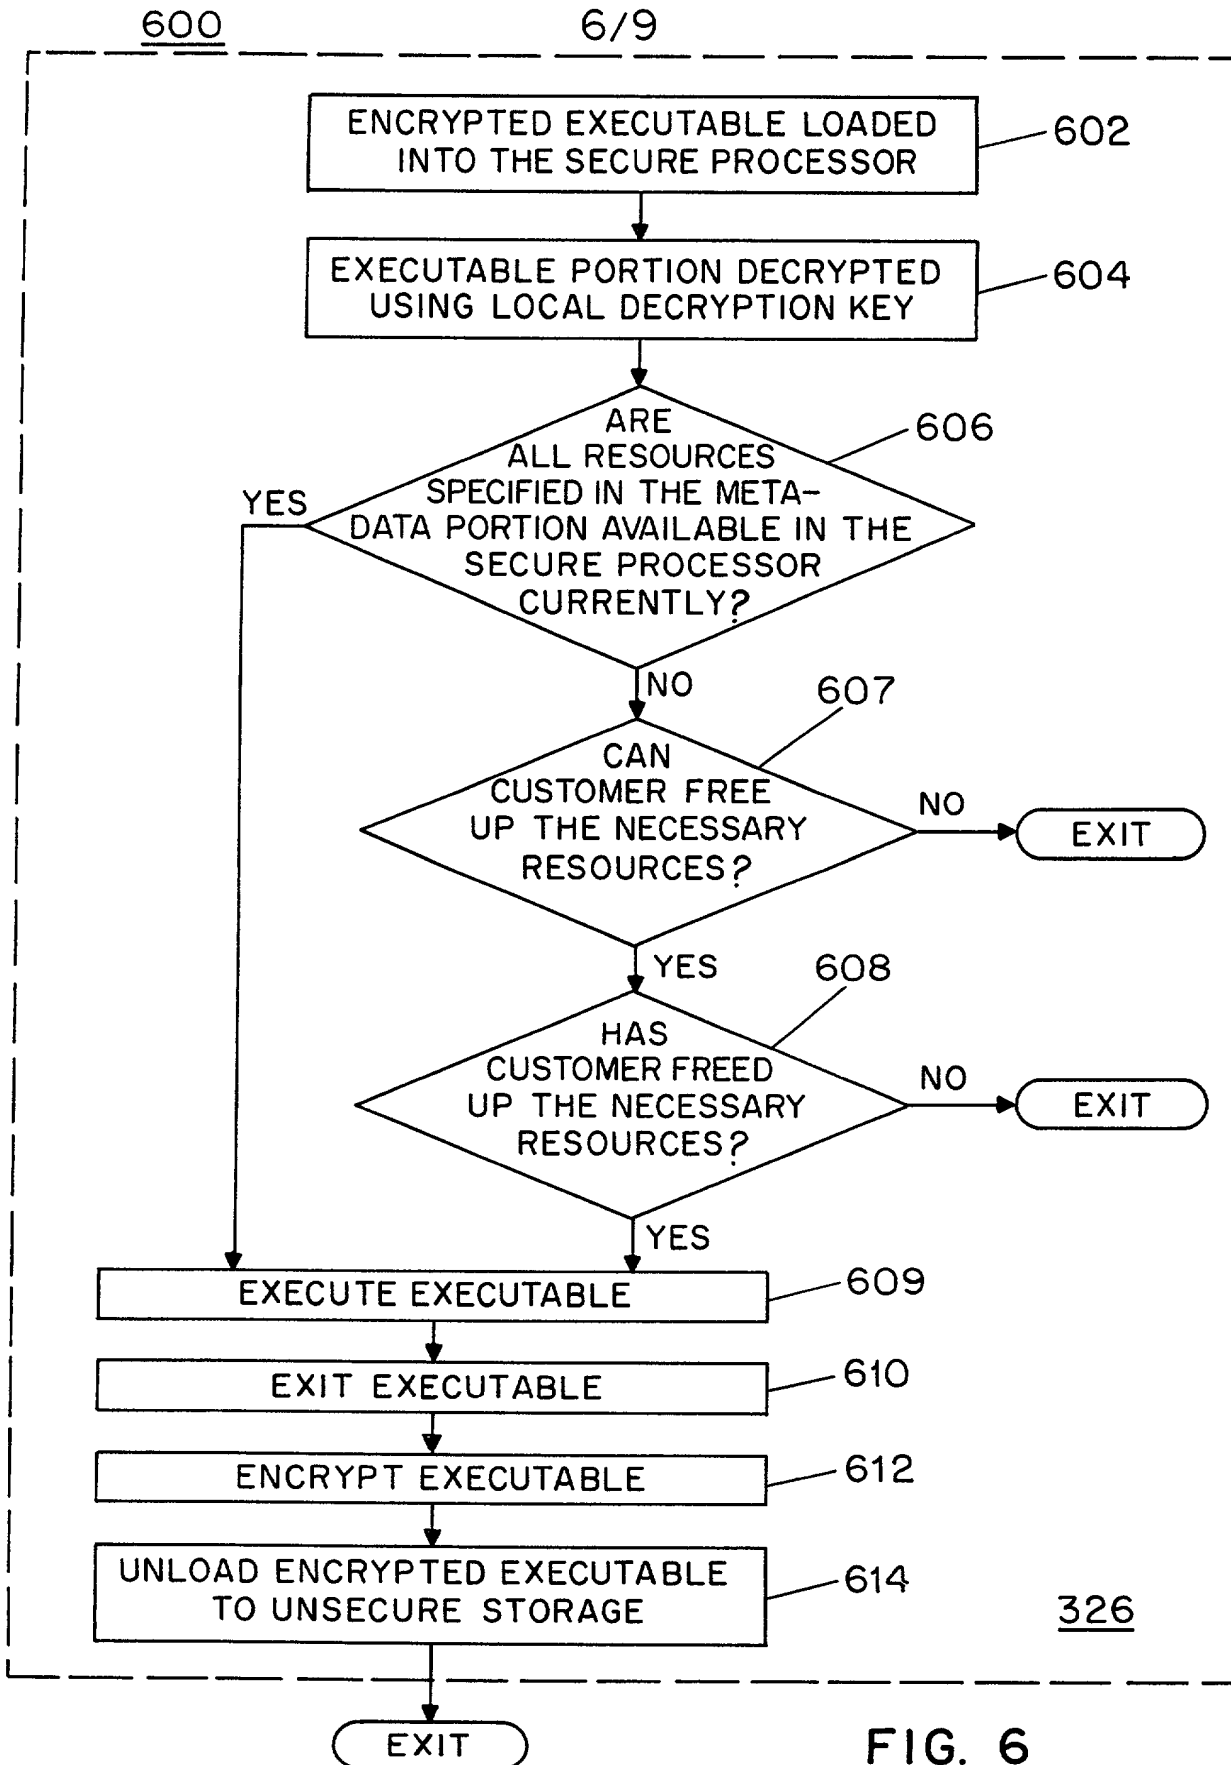 600
6/9
ENCRYPTED EXECUTABLE LOADED
INTO THE SECURE PROCESSOR
602
EXECUTABLE PORTION DECRYPTED
USING LOCAL DECRYPTION KEY
604
ARE
ALL RESOURCES
SPECIFIED IN THE META-
DATA PORTION AVAILABLE IN THE
SECURE PROCESSOR
CURRENTLY?
606
YES
NO
607
CAN
CUSTOMER FREE
UP THE NECESSARY
RESOURCES?
NO
EXIT
YES
608
HAS
CUSTOMER FREED
UP THE NECESSARY
RESOURCES?
NO
EXIT
YES
EXECUTE EXECUTABLE
609
EXIT EXECUTABLE
610
ENCRYPT EXECUTABLE
612
UNLOAD ENCRYPTED EXECUTABLE
TO UNSECURE STORAGE
614
326
EXIT
FIG. 6